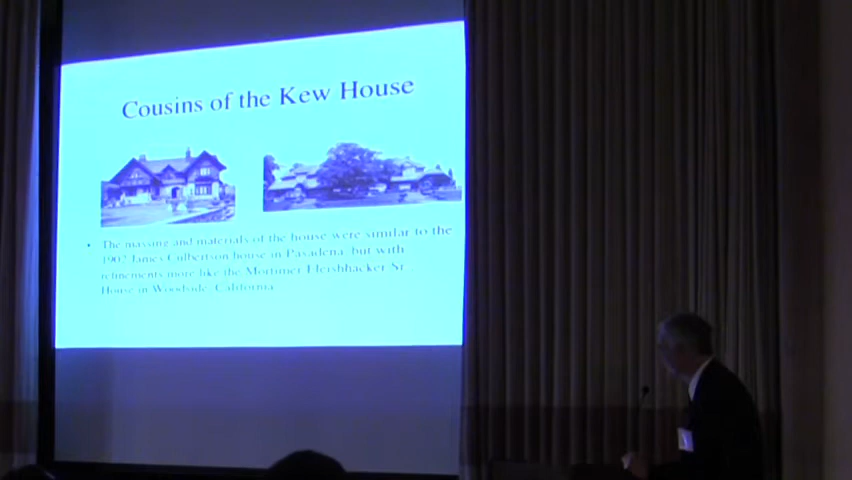 Cousins of the Kew House
• The massing and materials of the house were similar to the
1902 James Culbertson house in Pasadena, but with
refinements more like the Mortimer Fleishhacker Sr.,
House in Woodside, California.